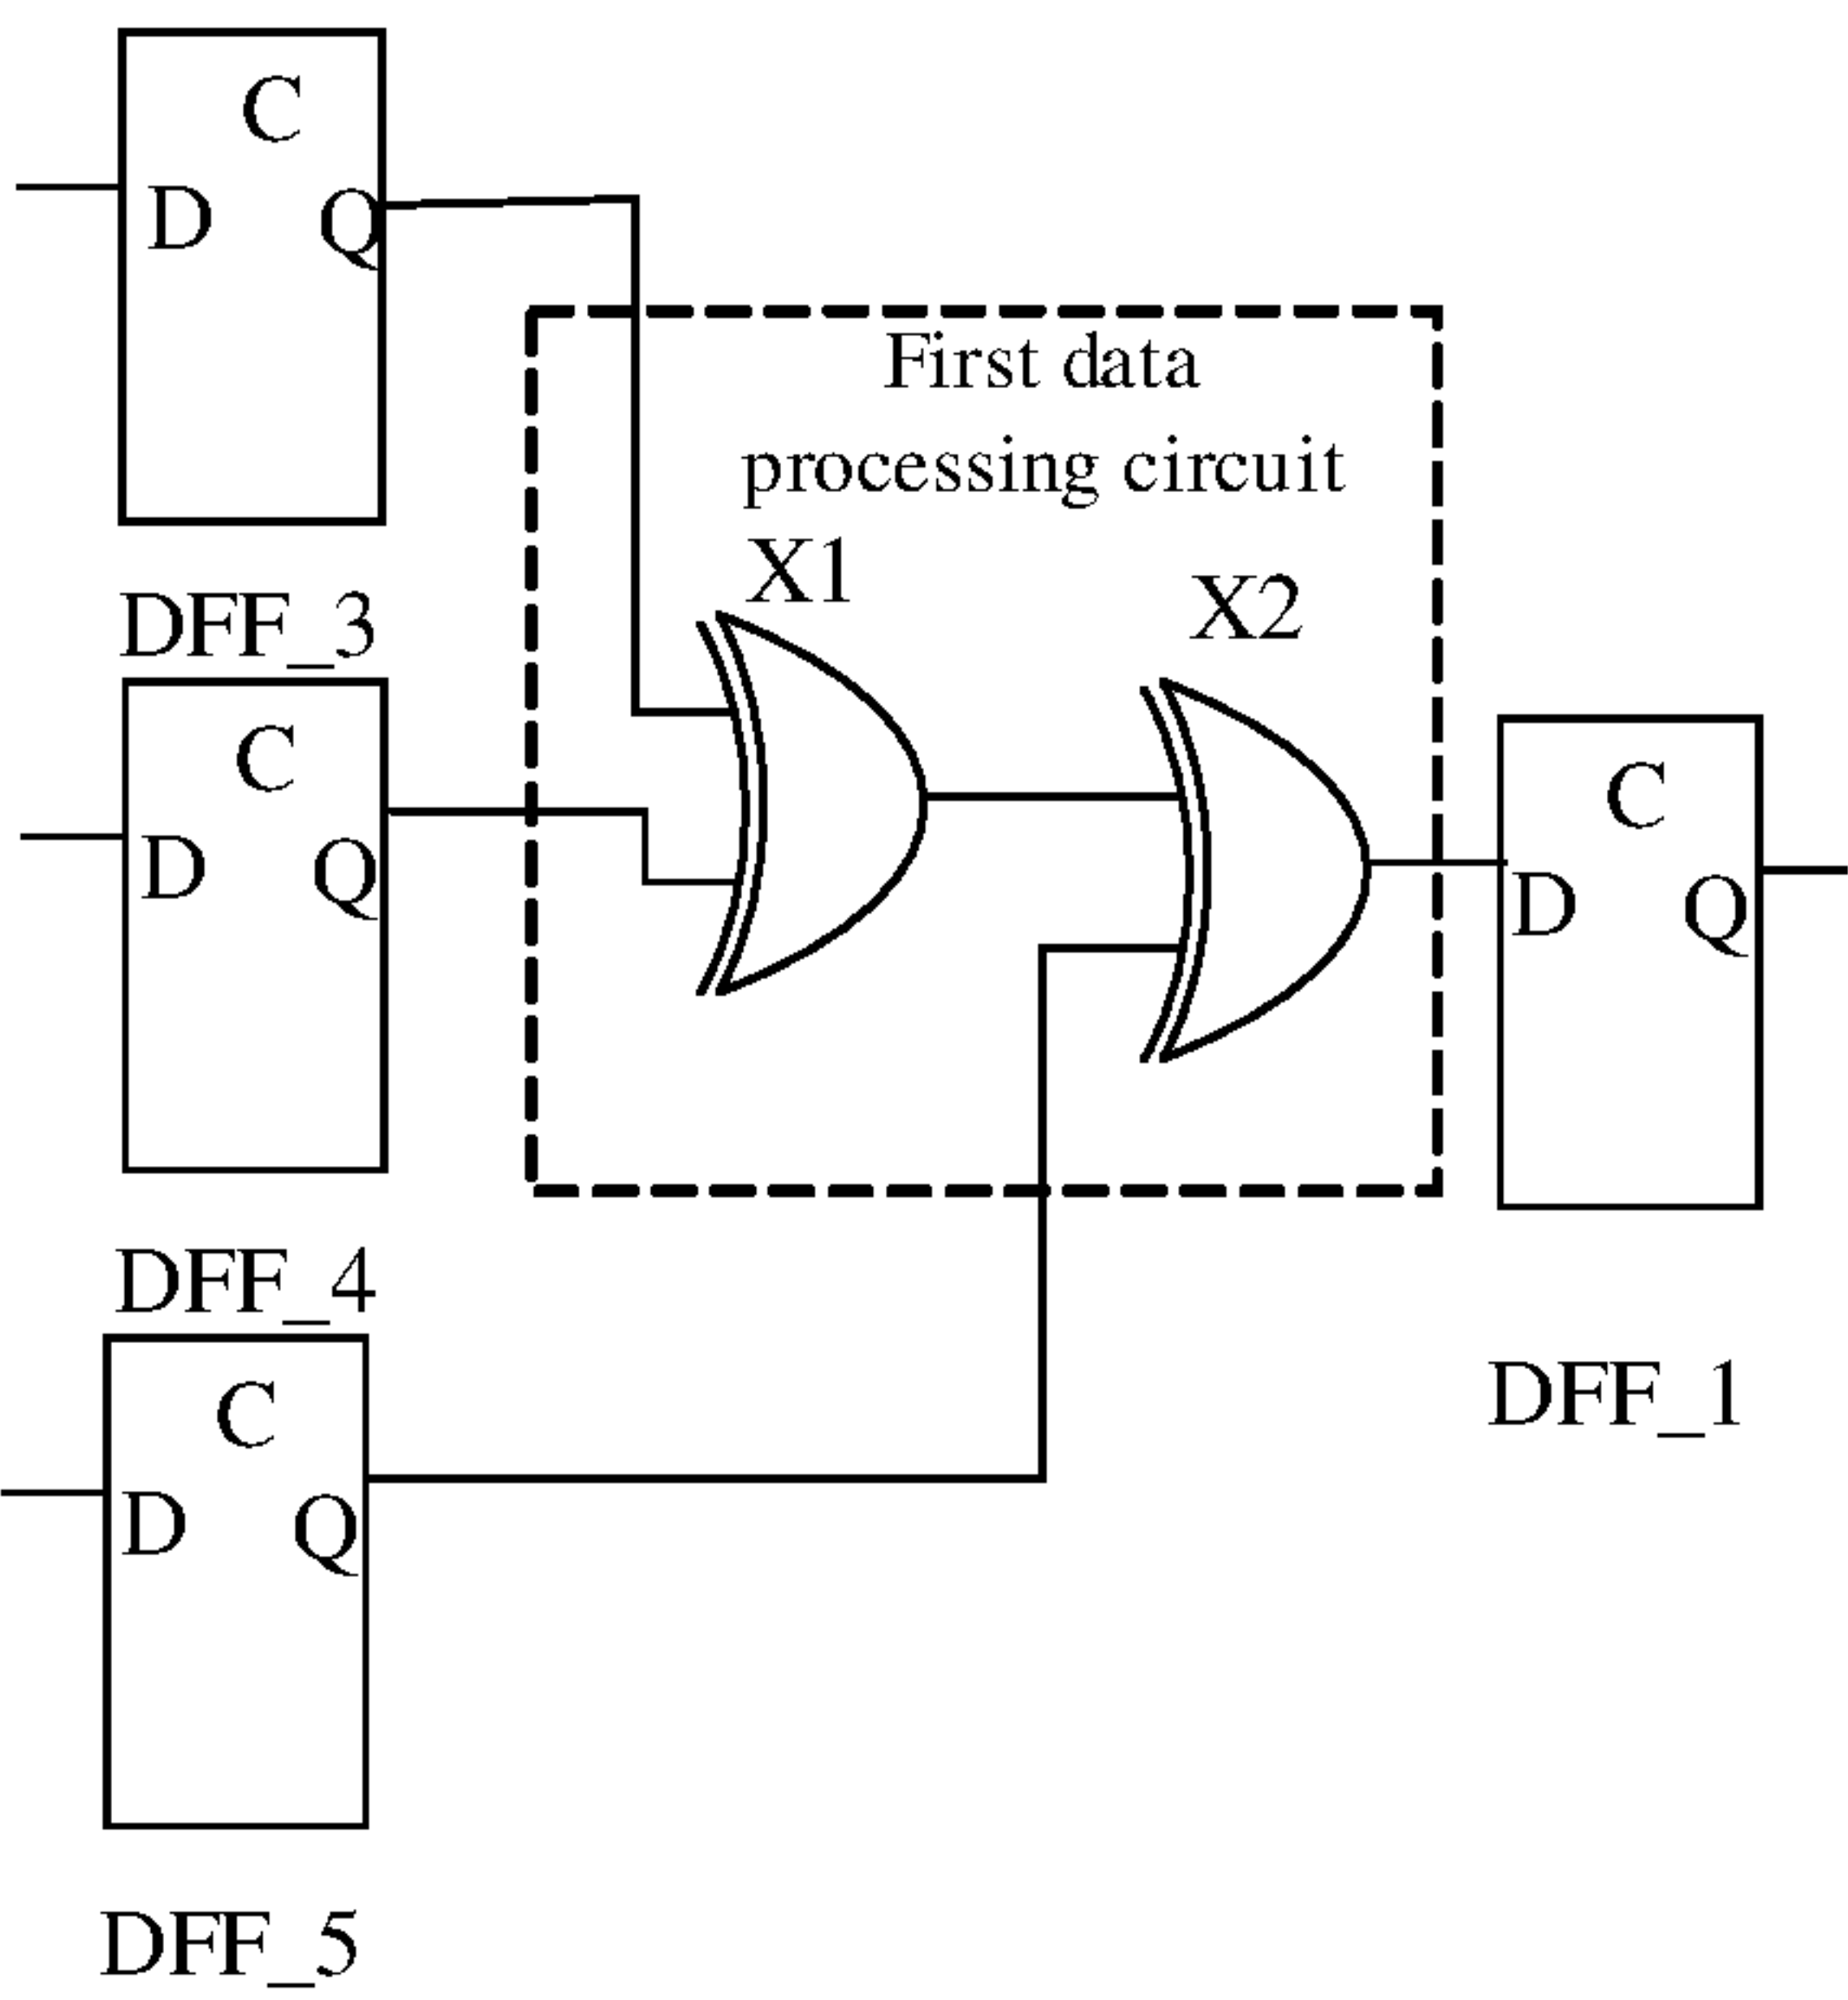 C
D Q
DFF_3
First data
processing circuit
X1
X2
C
D Q
DFF_4
C
D Q
DFF_1
C
D Q
DFF_5